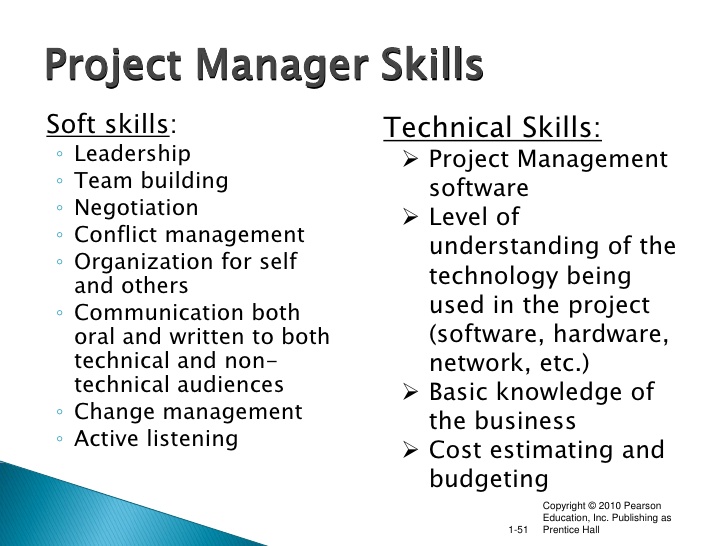 Project Manager Skills
Soft skills:
◦ Leadership
◦ Team building
◦ Negotiation
◦ Conflict management
◦ Organization for self
and others
◦ Communication both
oral and written to both
technical and non-
technical audiences
◦ Change management
◦ Active listening
Technical Skills:
➢ Project Management
software
➢ Level of
understanding of the
technology being
used in the project
(software, hardware,
network, etc.)
➢ Basic knowledge of
the business
➢ Cost estimating and
budgeting
1-51
Copyright © 2010 Pearson
Education, Inc. Publishing as
Prentice Hall